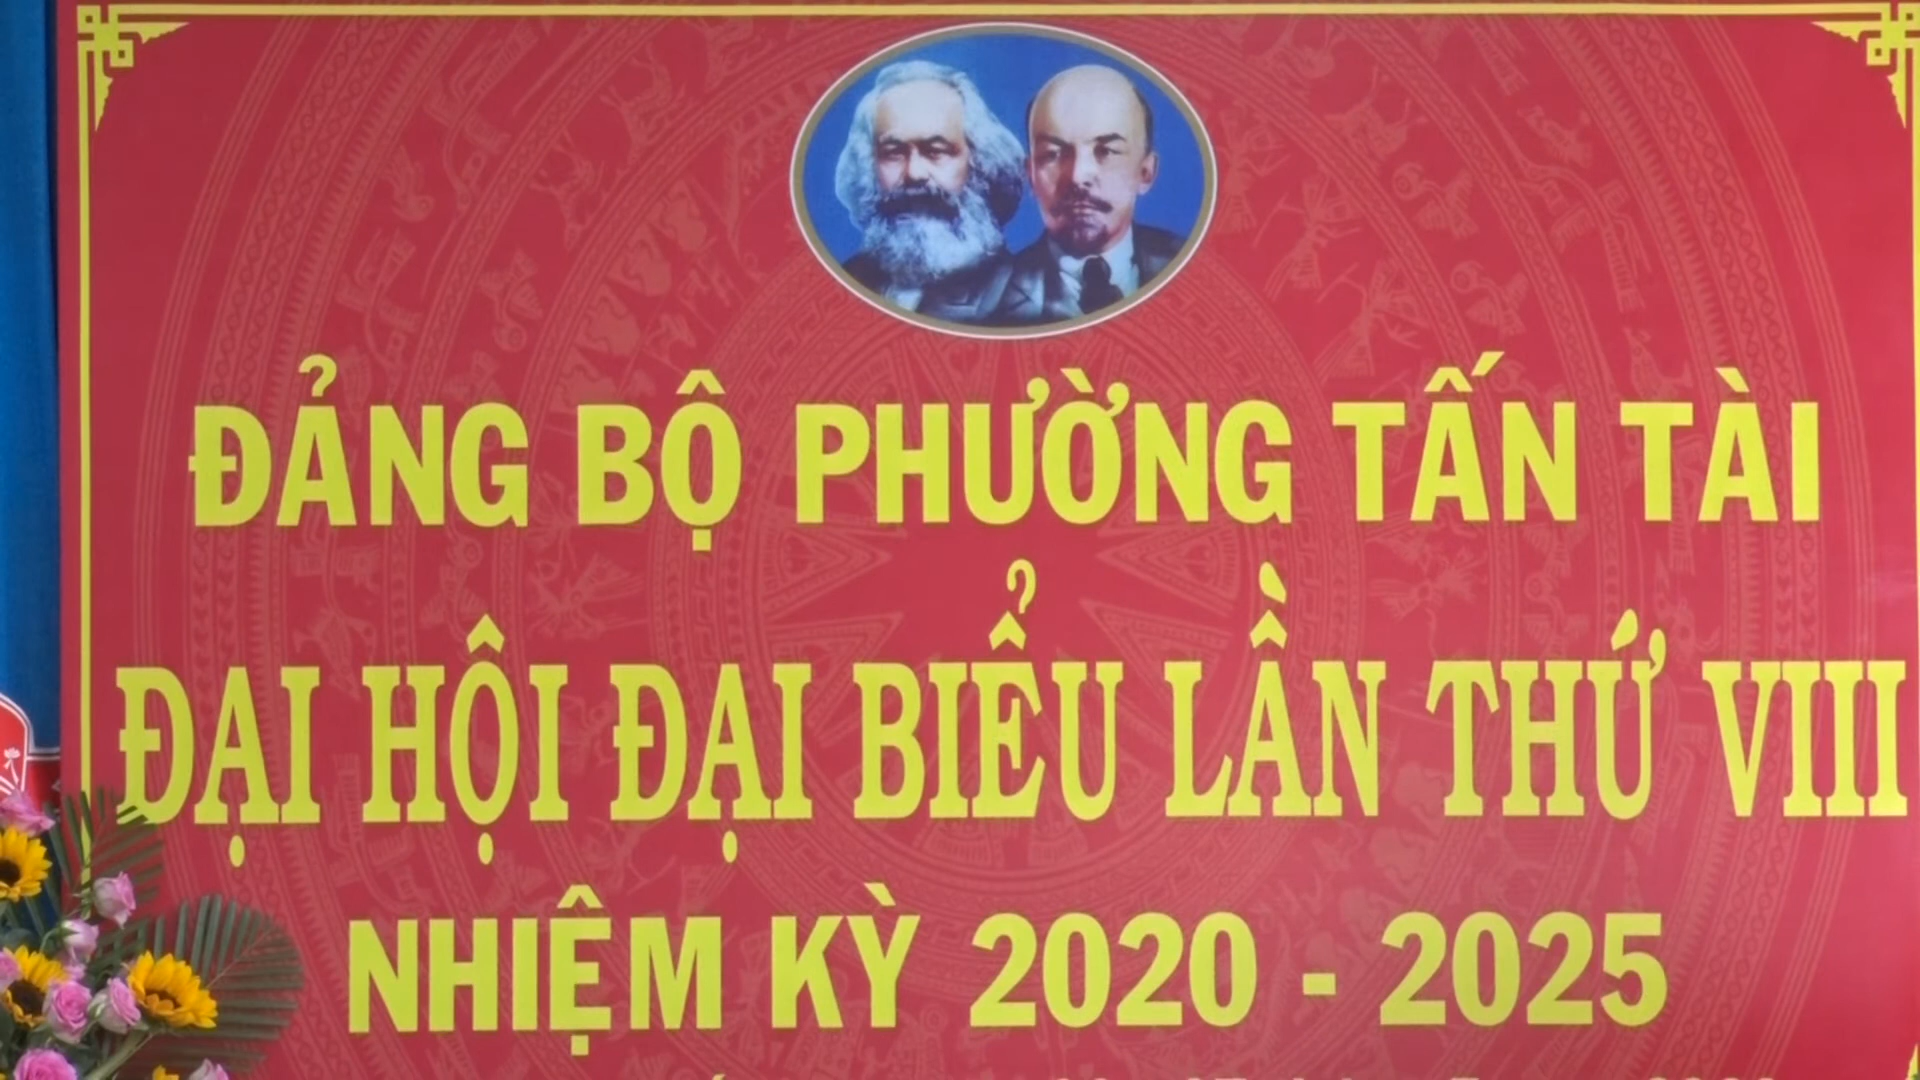 ĐẢNG BỘ PHƯỜNG TẤN TÀI
ĐẠI HỘI ĐẠI BIỂU LẦN THỨ VIII
NHIỆM KỲ 2020 - 2025